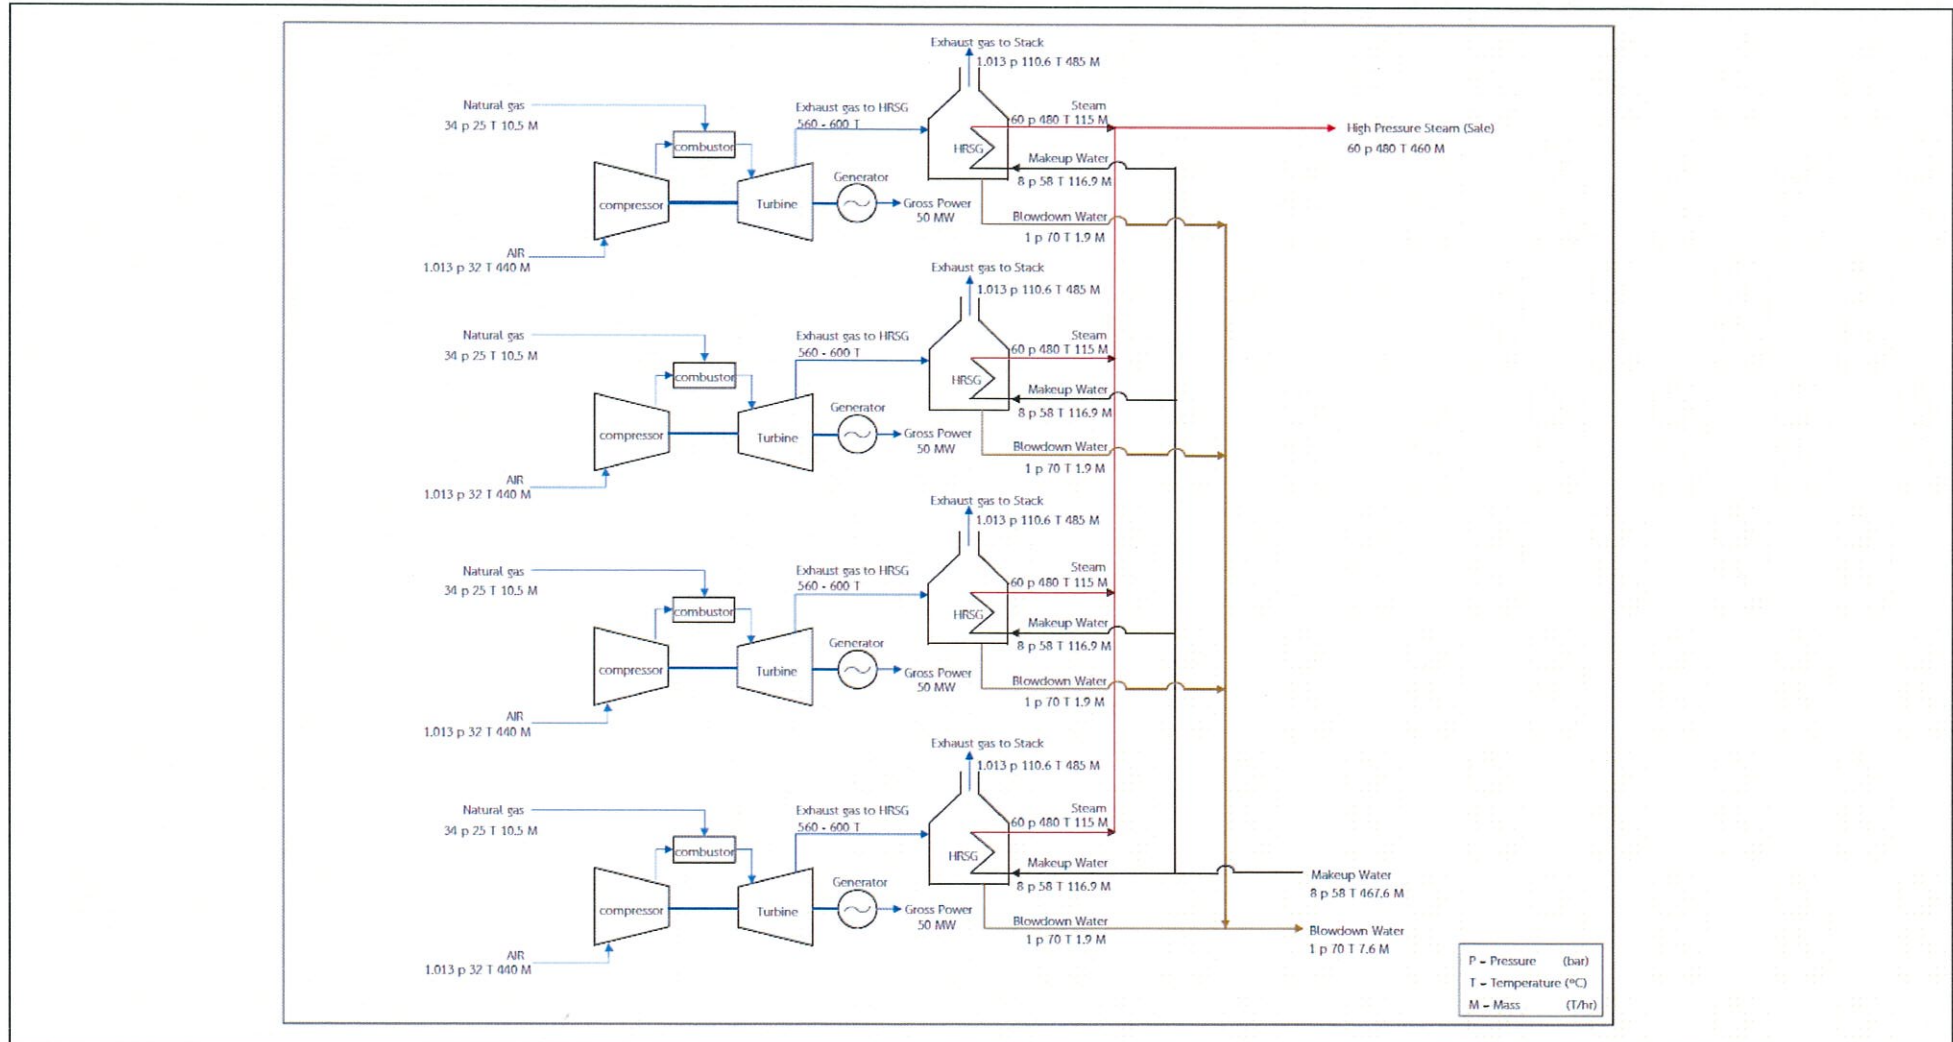 Exhaust gas to Stack
1.013 p 110.6 T 485 M
Natural gas
34 p 25 T 10.5 M
combustor
Exhaust gas to HRSG
560 - 600 T
Steam
60 p 480 T 115 M
High Pressure Steam (Sale)
60 p 480 T 460 M
HRSG
Makeup Water
8 p 58 T 116.9 M
compressor
Turbine
Generator
Gross Power
50 MW
Blowdown Water
1 p 70 T 1.9 M
AIR
1.013 p 32 T 440 M
Exhaust gas to Stack
1.013 p 110.6 T 485 M
Natural gas
34 p 25 T 10.5 M
combustor
Exhaust gas to HRSG
560 - 600 T
Steam
60 p 480 T 115 M
HRSG
Makeup Water
8 p 58 T 116.9 M
compressor
Turbine
Generator
Gross Power
50 MW
Blowdown Water
1 p 70 T 1.9 M
AIR
1.013 p 32 T 440 M
Exhaust gas to Stack
1.013 p 110.6 T 485 M
Natural gas
34 p 25 T 10.5 M
combustor
Exhaust gas to HRSG
560 - 600 T
Steam
60 p 480 T 115 M
HRSG
Makeup Water
8 p 58 T 116.9 M
compressor
Turbine
Generator
Gross Power
50 MW
Blowdown Water
1 p 70 T 1.9 M
AIR
1.013 p 32 T 440 M
Exhaust gas to Stack
1.013 p 110.6 T 485 M
Natural gas
34 p 25 T 10.5 M
combustor
Exhaust gas to HRSG
560 - 600 T
Steam
60 p 480 T 115 M
HRSG
Makeup Water
8 p 58 T 116.9 M
compressor
Turbine
Generator
Gross Power
50 MW
Makeup Water
8 p 58 T 467.6 M
Blowdown Water
1 p 70 T 1.9 M
Blowdown Water
1 p 70 T 7.6 M
AIR
1.013 p 32 T 440 M
P - Pressure (bar)
T - Temperature (ºC)
M - Mass (T/hr)